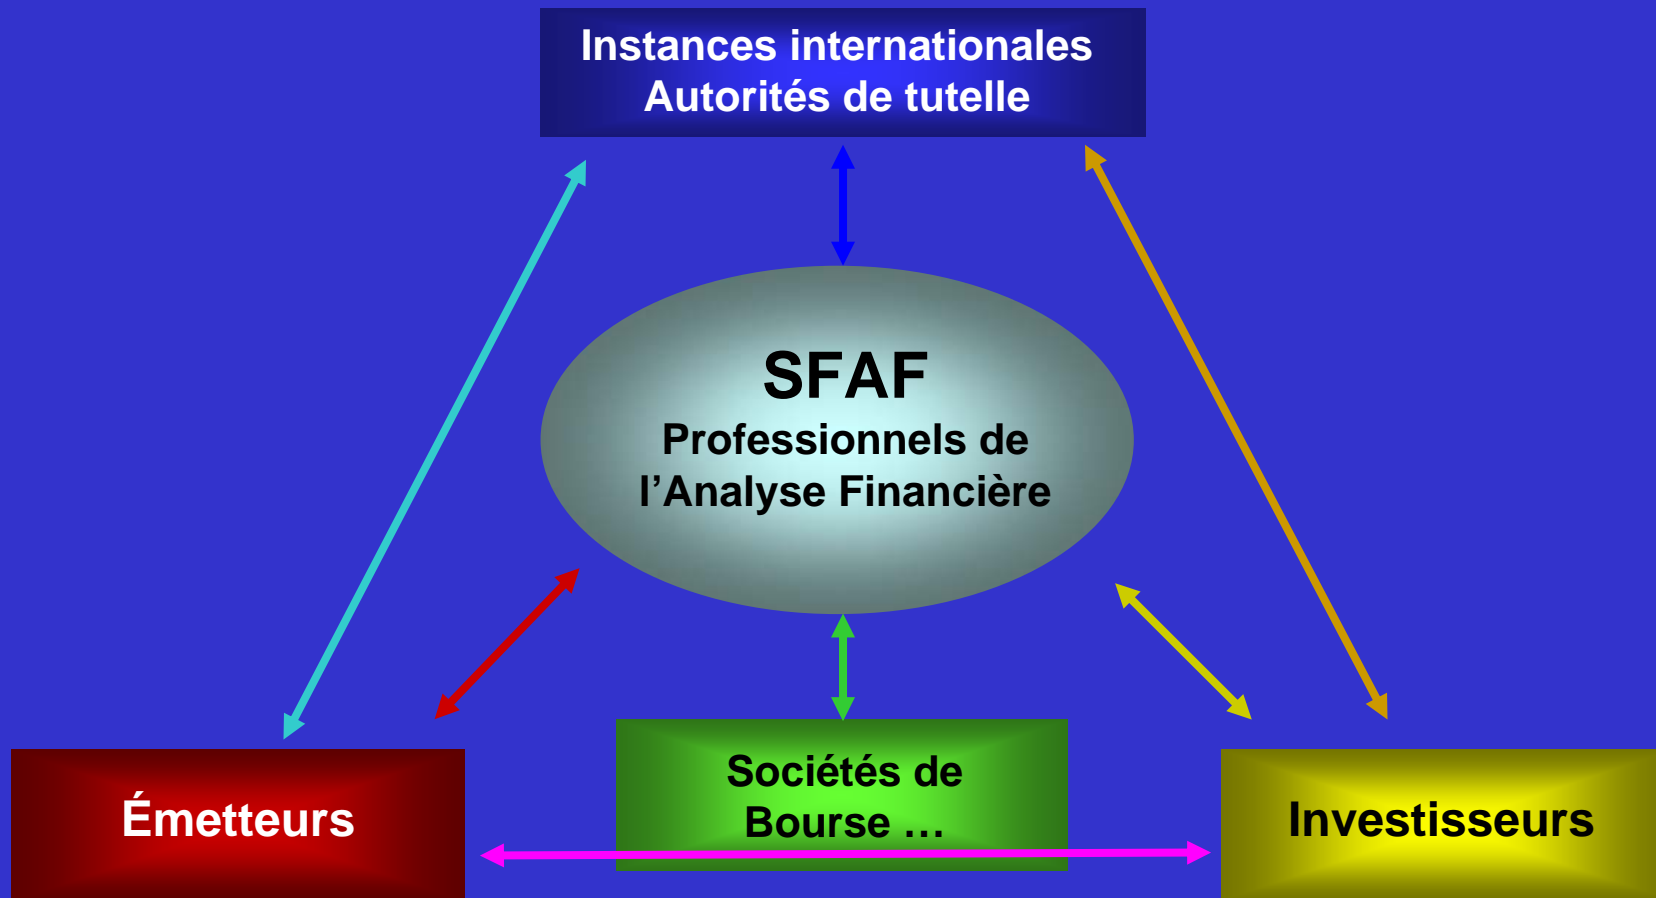 Instances internationales
Autorités de tutelle
SFAF
Professionnels de
l’Analyse Financière
Sociétés de
Bourse …
Émetteurs
Investisseurs